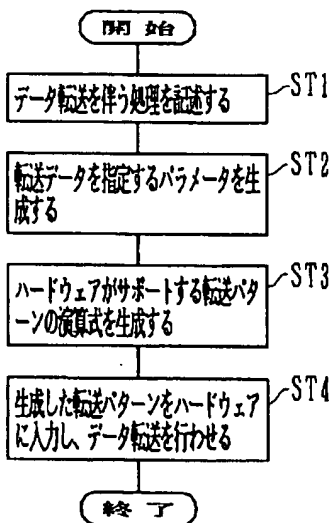 開 始
データ転送を伴う処理を記述する
ST1
転送データを指定するパラメータを生
成する
ST2
ハードウェアがサポートする転送パタ
ーンの演算式を生成する
ST3
生成した転送パターンをハードウェア
に入力し、データ転送を行わせる
ST4
終 了